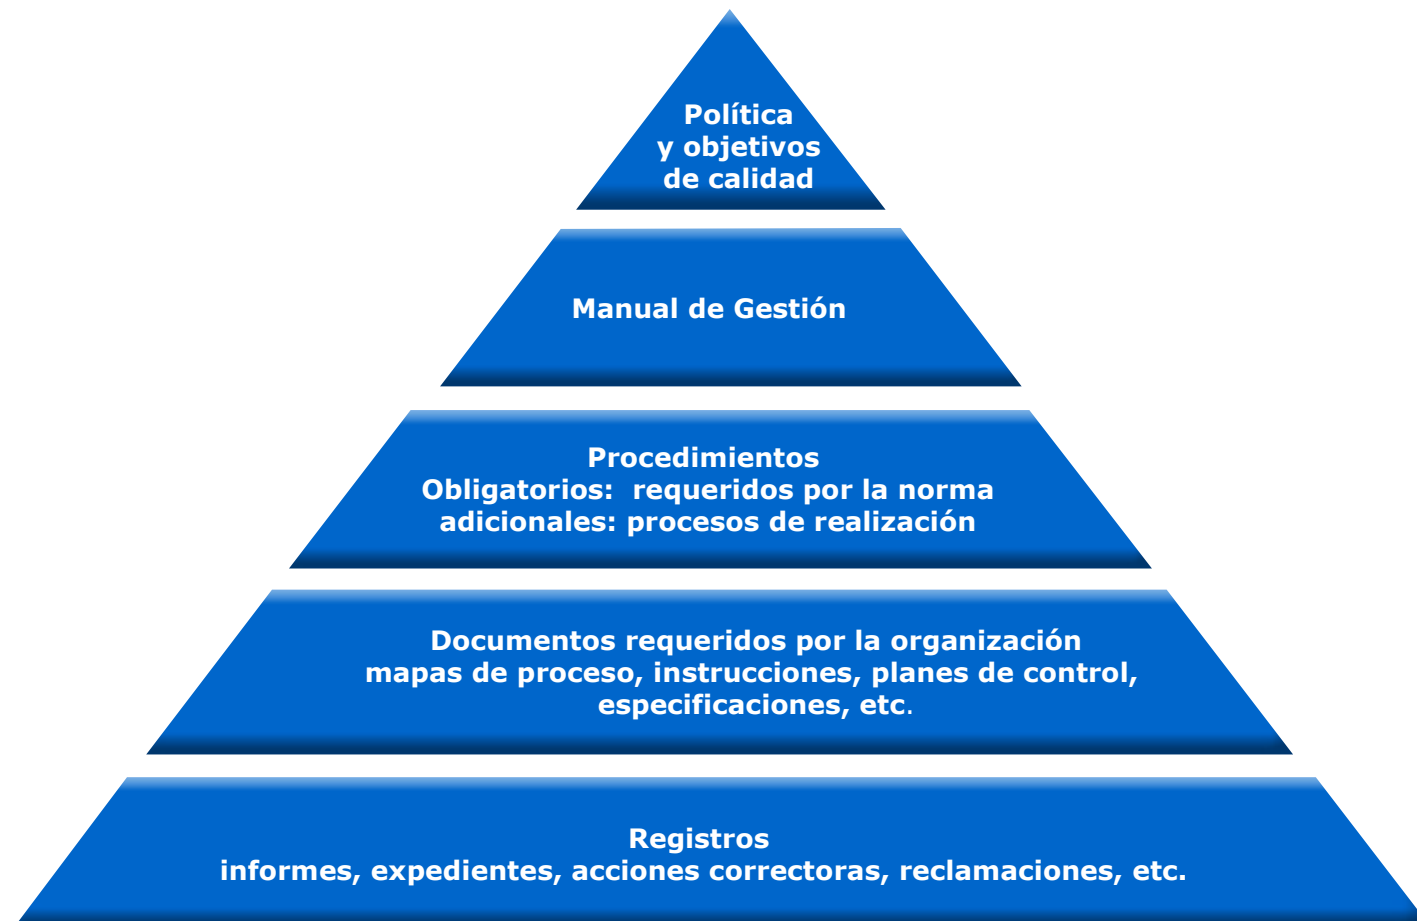 Política
y objetivos
de calidad
Manual de Gestión
Procedimientos
Obligatorios:  requeridos por la norma
adicionales: procesos de realización
Documentos requeridos por la organización
mapas de proceso, instrucciones, planes de control,
especificaciones, etc.
Registros
informes, expedientes, acciones correctoras, reclamaciones, etc.